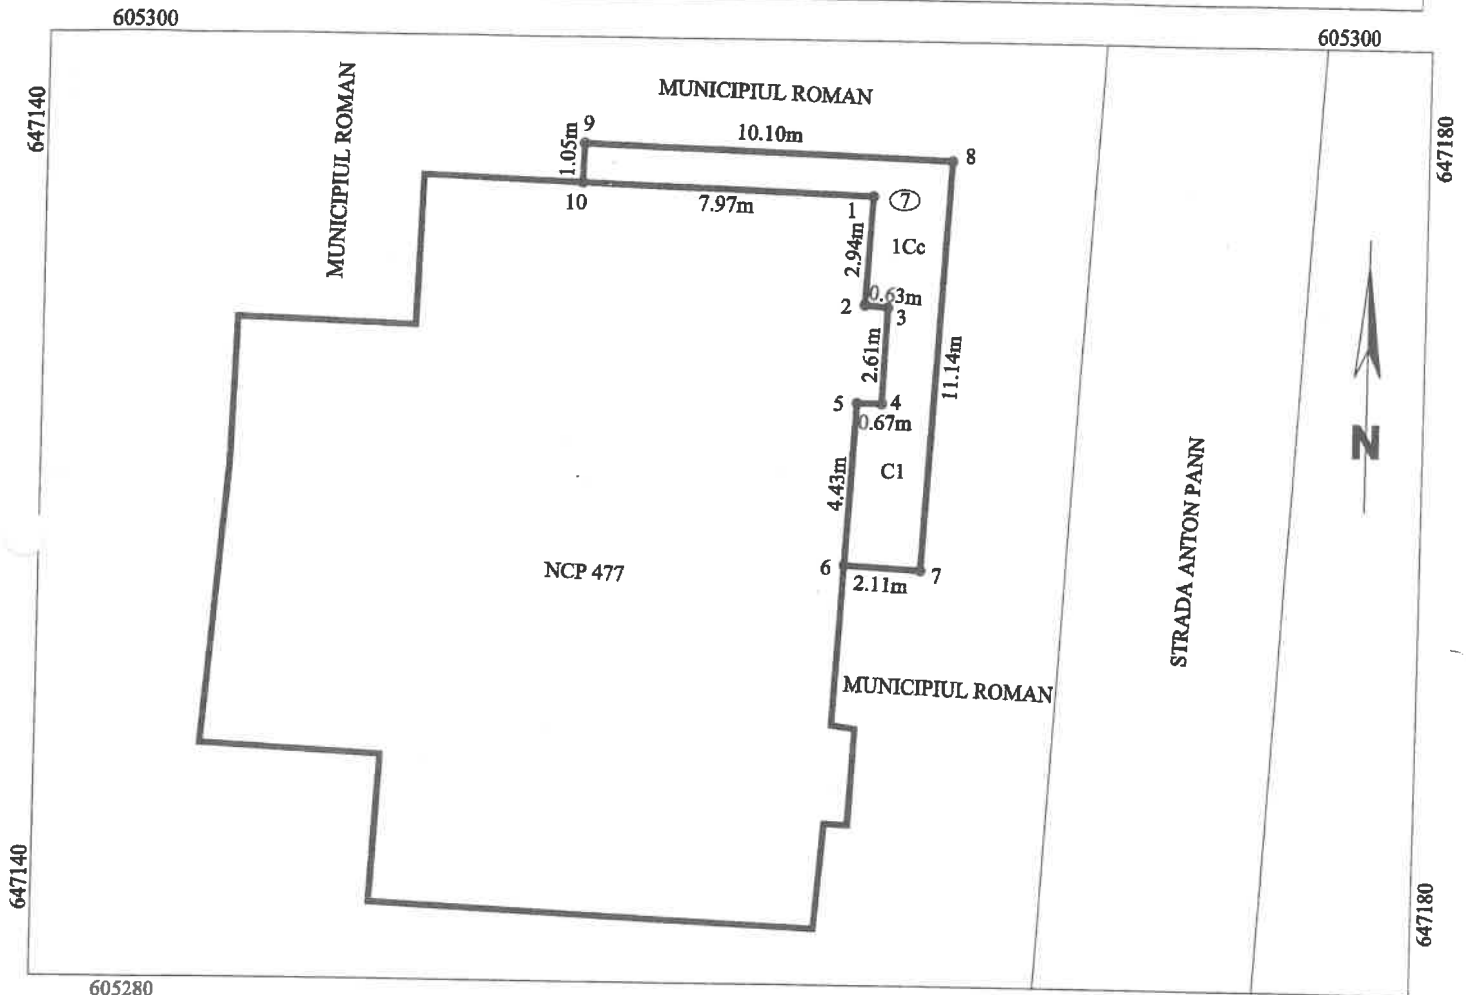 605300
605300
647140
647180
MUNICIPIUL ROMAN
MUNICIPIUL ROMAN
9
10.10m
8
1.05m
10
7.97m
1
7
2.94m
1Cc
0.63m
2
3
2.61m
11.14m
5
4
0.67m
4.43m
C1
N
STRADA ANTON PANN
NCP 477
6
7
2.11m
MUNICIPIUL ROMAN
647140
647180
605280